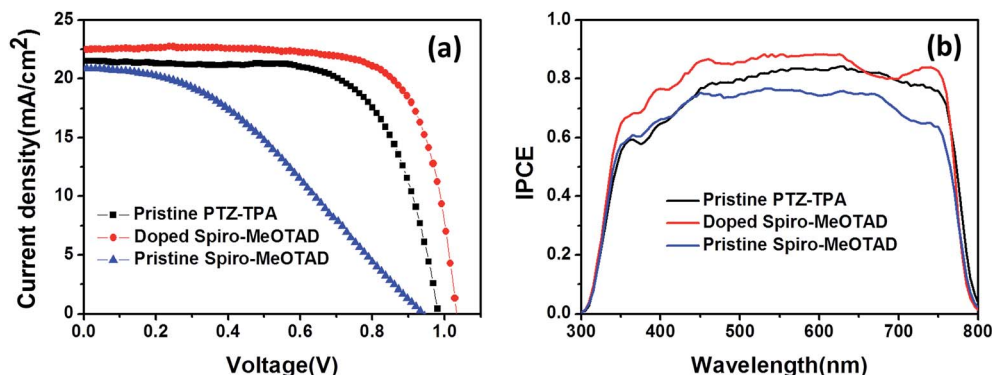 (a)
Current density(mA/cm²)
25
20
15
10
5
0
0.0 0.2 0.4 0.6 0.8 1.0
Voltage(V)
Pristine PTZ-TPA
Doped Spiro-MeOTAD
Pristine Spiro-MeOTAD
(b)
IPCE
1.0
0.8
0.6
0.4
0.2
0.0
300 400 500 600 700 800
Wavelength(nm)
Pristine PTZ-TPA
Doped Spiro-MeOTAD
Pristine Spiro-MeOTAD